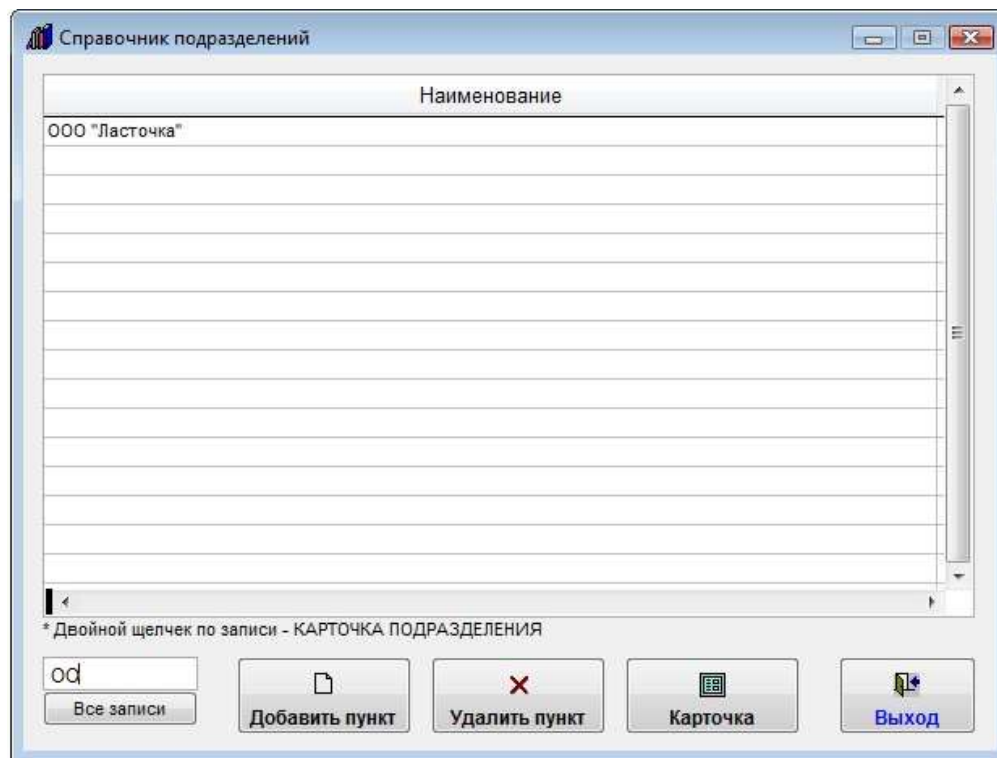 Справочник подразделений
Наименование
ООО "Ласточка"
* Двойной щелчек по записи - КАРТОЧКА ПОДРАЗДЕЛЕНИЯ
оо
Все записи
Добавить пункт
Удалить пункт
Карточка
Выход